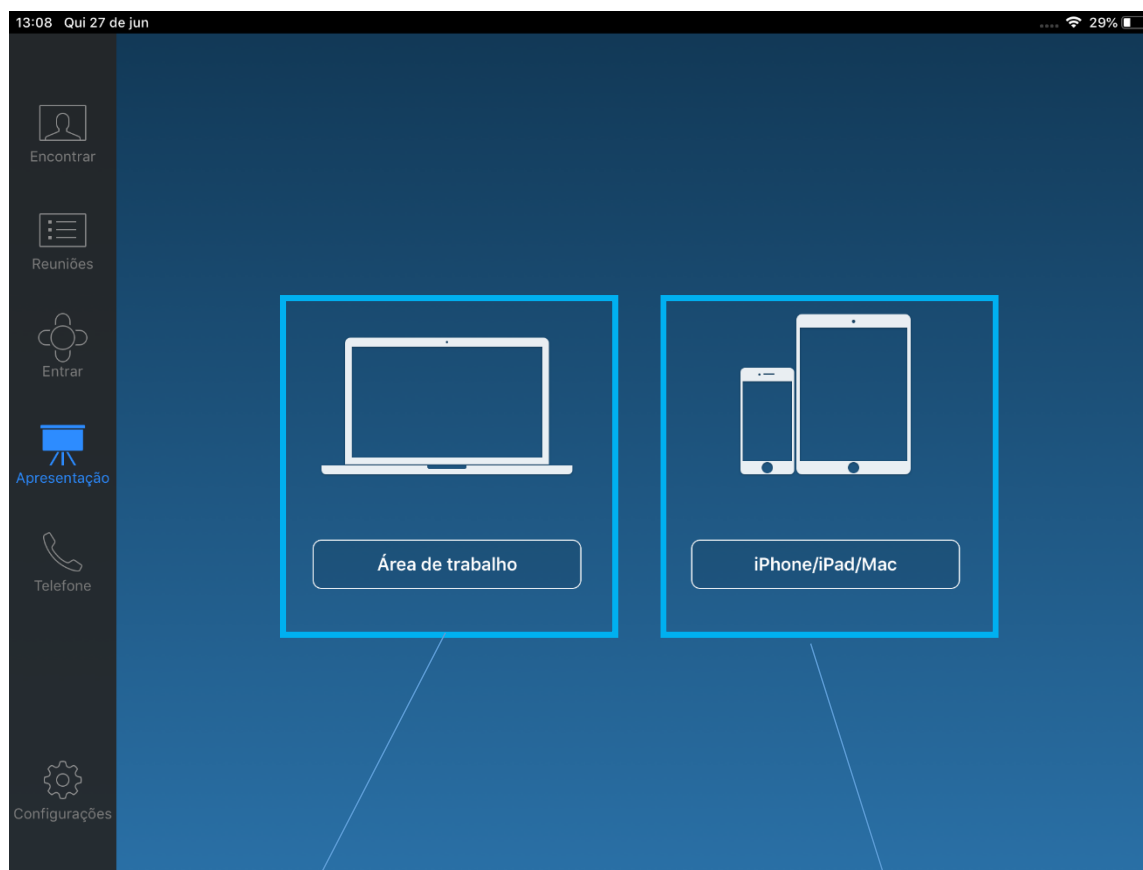 13:08 Qui 27 de jun
29%
Encontrar
Reuniões
Entrar
Apresentação
Telefone
Configurações
Área de trabalho
iPhone/iPad/Mac